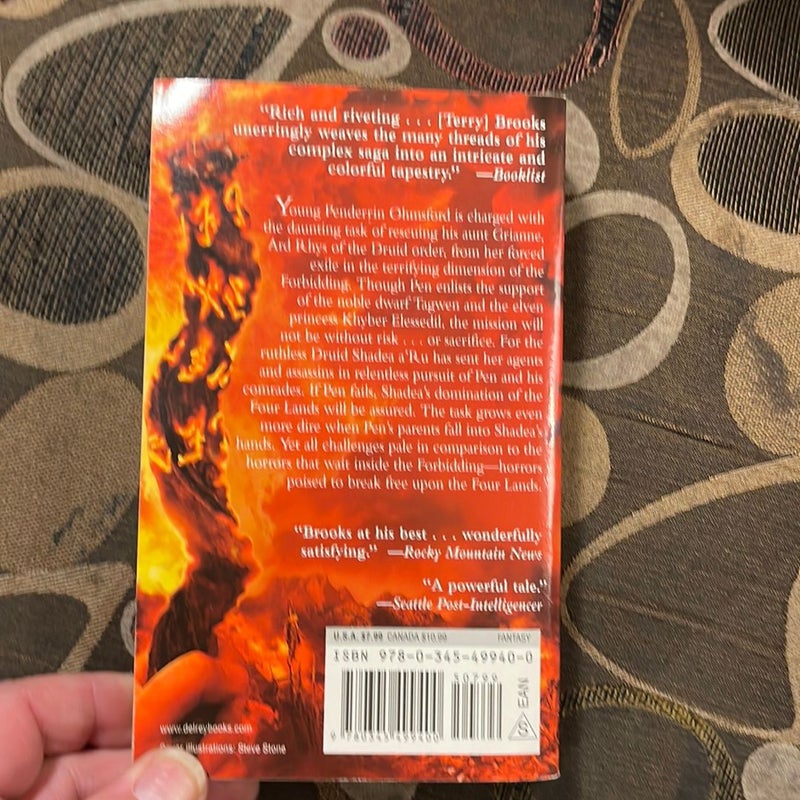 "Rich and riveting . . . [Terry] Brooks
unerringly weaves the many threads of his
complex saga into an intricate and
colorful tapestry." —Booklist
Young Penderrin Ohmsford is charged with
the daunting task of rescuing his aunt Grianne,
Ard Rhys of the Druid order, from her forced
exile in the terrifying dimension of the
Forbidding. Though Pen enlists the support
of the noble dwarf Tagwen and the elven
princess Khyber Elessedil, the mission will
not be without risk . . . or sacrifice. For the
ruthless Druid Shadea a'Ru has sent her agents
and assassins in relentless pursuit of Pen and his
comrades. If Pen fails, Shadea's domination of the
Four Lands will be assured. The task grows even
more dire when Pen's parents fall into Shadea's
hands. Yet all challenges pale in comparison to the
horrors that wait inside the Forbidding—horrors
poised to break free upon the Four Lands.
"Brooks at his best . . . wonderfully
satisfying." —Rocky Mountain News
"A powerful tale."
—Seattle Post-Intelligencer
U.S.A. $7.99 CANADA $10.99 FANTASY
ISBN 978-0-345-49940-0
50799
EAN
S
9 780345 499400
www.delreybooks.com
Cover illustrations: Steve Stone